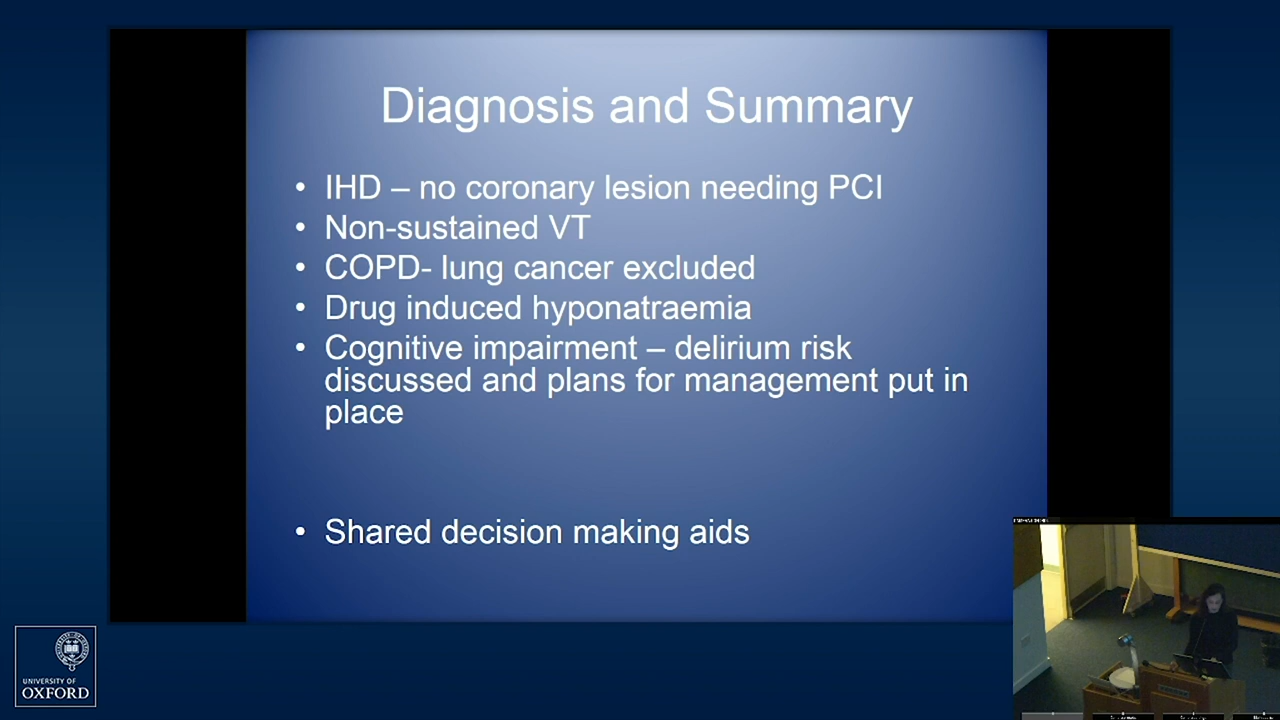 Diagnosis and Summary
• IHD – no coronary lesion needing PCI
• Non-sustained VT
• COPD- lung cancer excluded
• Drug induced hyponatraemia
• Cognitive impairment – delirium risk
discussed and plans for management put in
place
• Shared decision making aids
UNIVERSITY OF
OXFORD